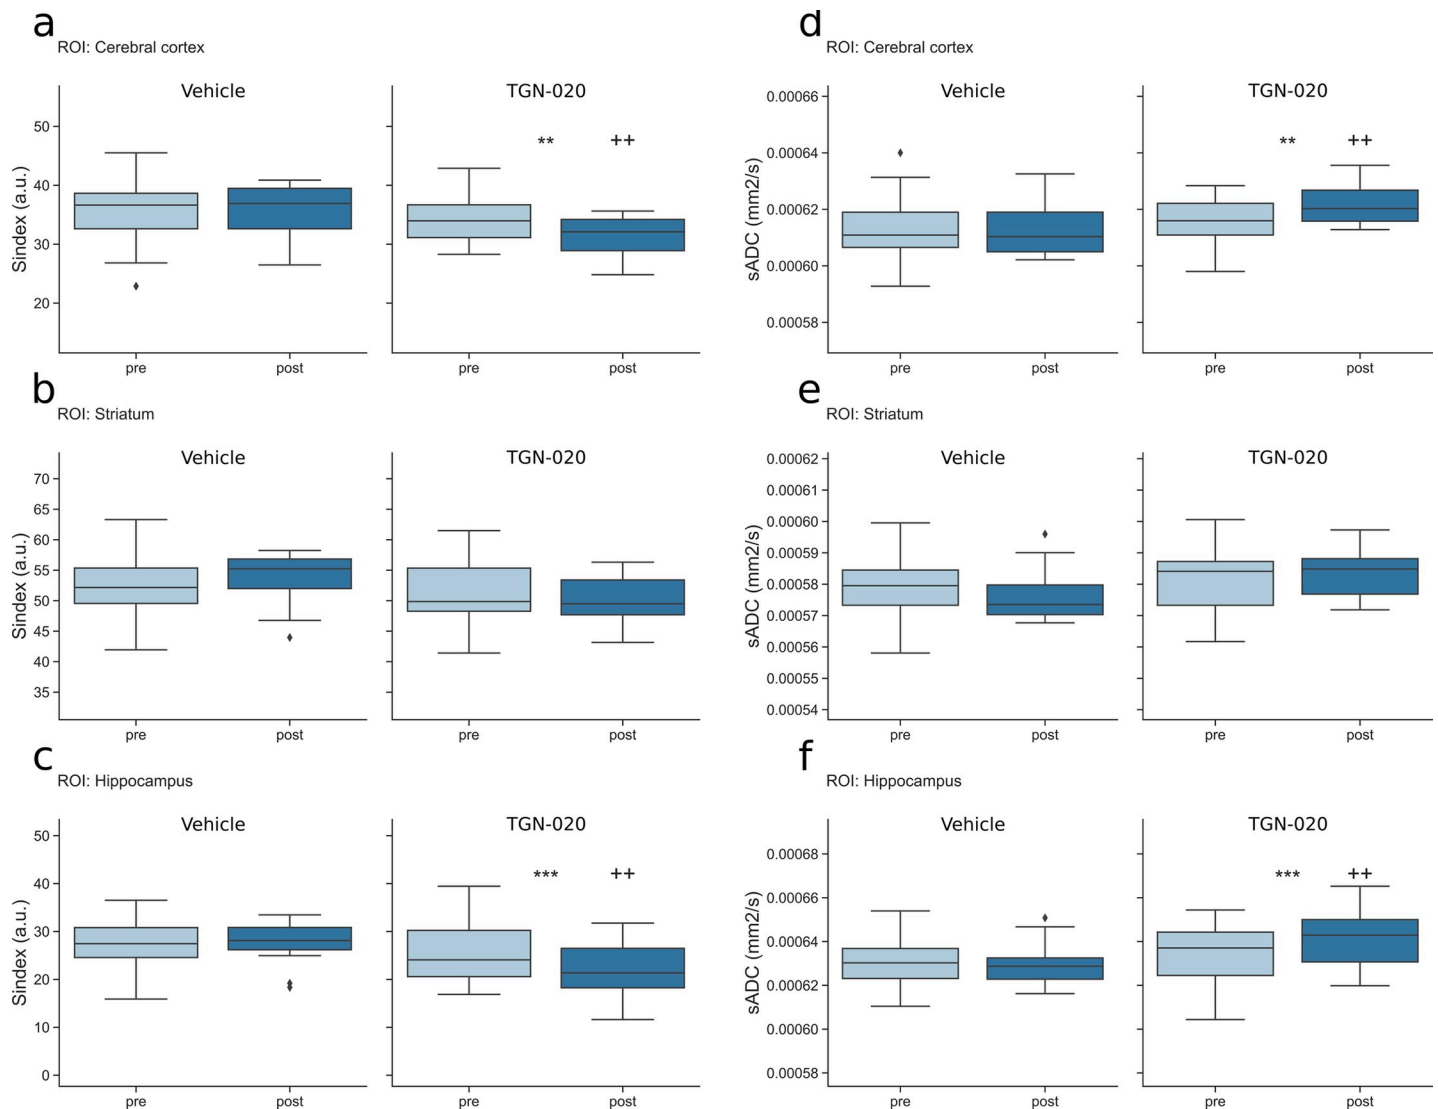 a
ROI: Cerebral cortex
Vehicle
TGN-020
50
40
30
20
Sindex (a.u.)
** ++
pre
post
pre
post
d
ROI: Cerebral cortex
Vehicle
TGN-020
0.00066
0.00064
0.00062
0.00060
0.00058
sADC (mm2/s)
** ++
pre
post
pre
post
b
ROI: Striatum
Vehicle
TGN-020
70
65
60
55
50
45
40
35
Sindex (a.u.)
pre
post
pre
post
e
ROI: Striatum
Vehicle
TGN-020
0.00062
0.00061
0.00060
0.00059
0.00058
0.00057
0.00056
0.00055
0.00054
sADC (mm2/s)
pre
post
pre
post
c
ROI: Hippocampus
Vehicle
TGN-020
50
40
30
20
10
0
Sindex (a.u.)
*** ++
pre
post
pre
post
f
ROI: Hippocampus
Vehicle
TGN-020
0.00068
0.00066
0.00064
0.00062
0.00060
0.00058
sADC (mm2/s)
*** ++
pre
post
pre
post